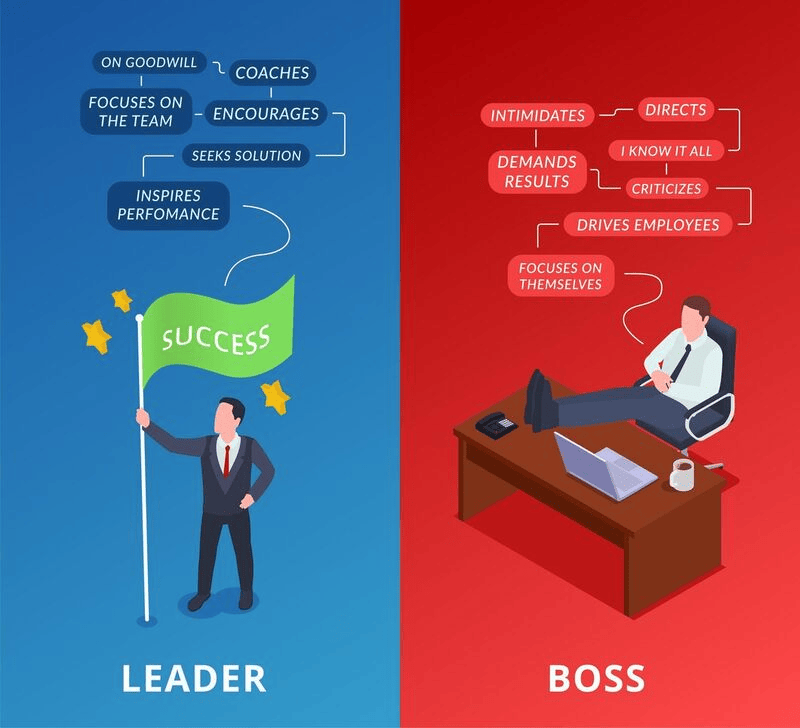 ON GOODWILL
COACHES
FOCUSES ON
THE TEAM
ENCOURAGES
SEEKS SOLUTION
INSPIRES
PERFOMANCE
SUCCESS
LEADER
INTIMIDATES
DIRECTS
DEMANDS
RESULTS
I KNOW IT ALL
CRITICIZES
DRIVES EMPLOYEES
FOCUSES ON
THEMSELVES
BOSS